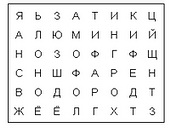 Я Ь З А Т И К Ц
А Л Ю М И Н И Й
Н О З О Ф Г Ф Щ
С Н Ш Ф А Р Е Н
В О Д О Р О Д Т
Ж Ё Ё Л Г Х Т З